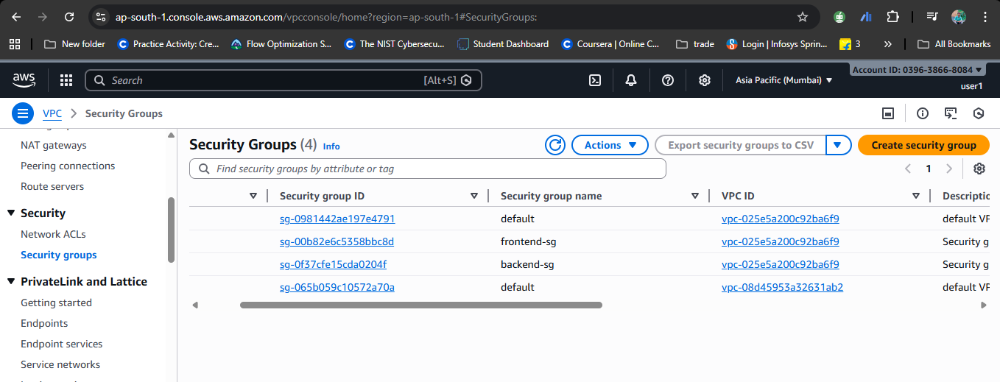 ap-south-1.console.aws.amazon.com/vpcconsole/home?region=ap-south-1#SecurityGroups:
New folder Practice Activity: Cre... Flow Optimization S... The NIST Cybersecu... Student Dashboard Coursera | Online C... trade Login | Infosys Sprin... 3 All Bookmarks
aws Search [Alt+S] Asia Pacific (Mumbai) Account ID: 0396-3866-8084
user1
VPC Security Groups
NAT gateways
Peering connections
Route servers
Security
Network ACLs
Security groups
PrivateLink and Lattice
Getting started
Endpoints
Endpoint services
Service networks
Security Groups (4) Info Actions Export security groups to CSV Create security group
Find security groups by attribute or tag 1
Security group ID Security group name VPC ID Descriptio
sg-0981442ae197e4791 default vpc-025e5a200c92ba6f9 default VP
sg-00b82e6c5358bbc8d frontend-sg vpc-025e5a200c92ba6f9 Security g
sg-0f37cfe15cda0204f backend-sg vpc-025e5a200c92ba6f9 Security g
sg-065b059c10572a70a default vpc-08d45953a32631ab2 default VP